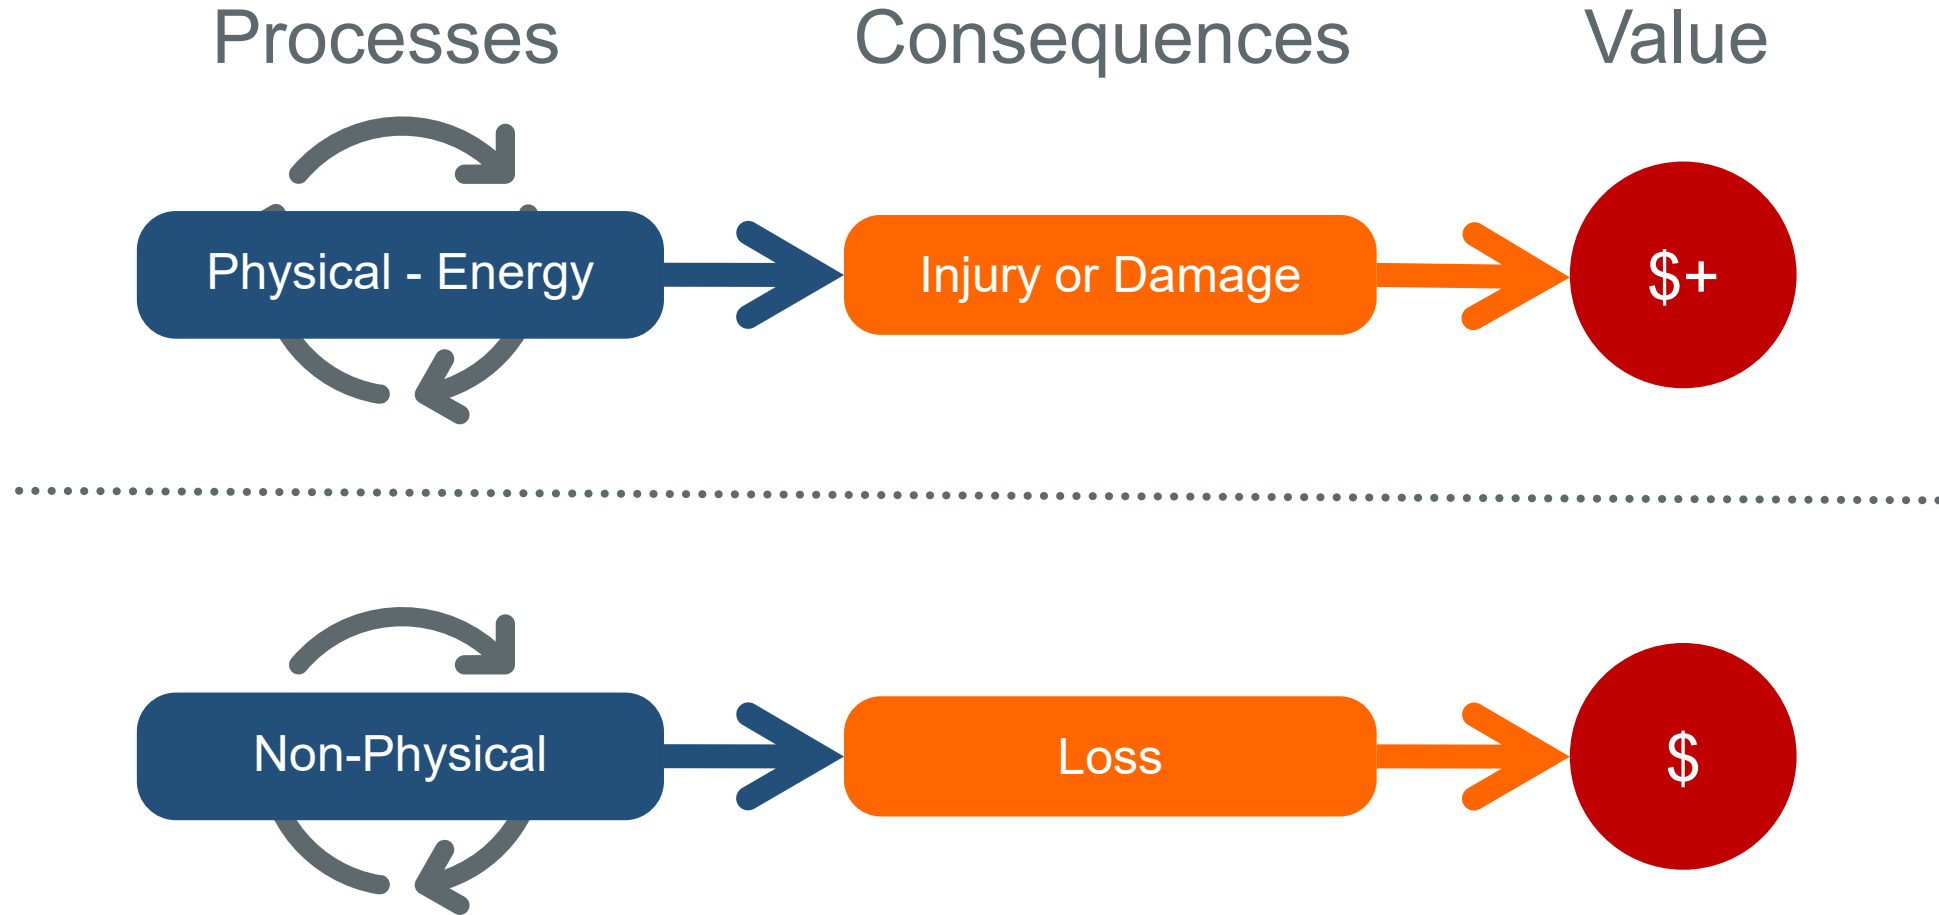 Processes
Consequences
Value
Physical - Energy
Injury or Damage
$+
Non-Physical
Loss
$